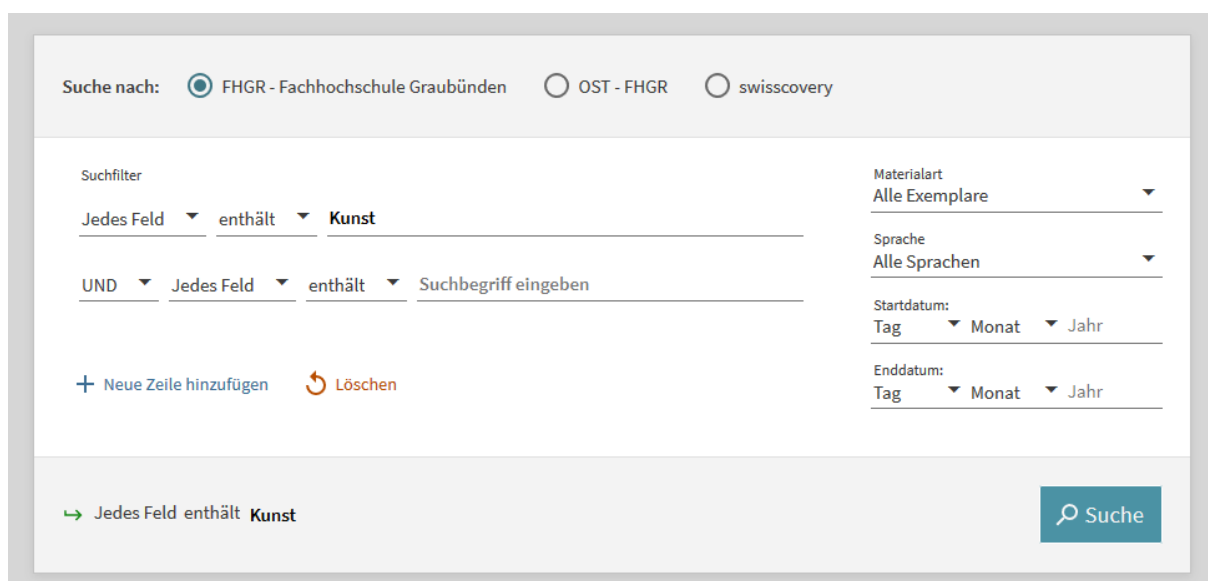 Suche nach: FHGR - Fachhochschule Graubünden OST - FHGR swisscovery
Suchfilter
Jedes Feld enthält Kunst
UND Jedes Feld enthält Suchbegriff eingeben
Neue Zeile hinzufügen Löschen
Materialart
Alle Exemplare
Sprache
Alle Sprachen
Startdatum:
Tag Monat Jahr
Enddatum:
Tag Monat Jahr
Jedes Feld enthält Kunst
Suche